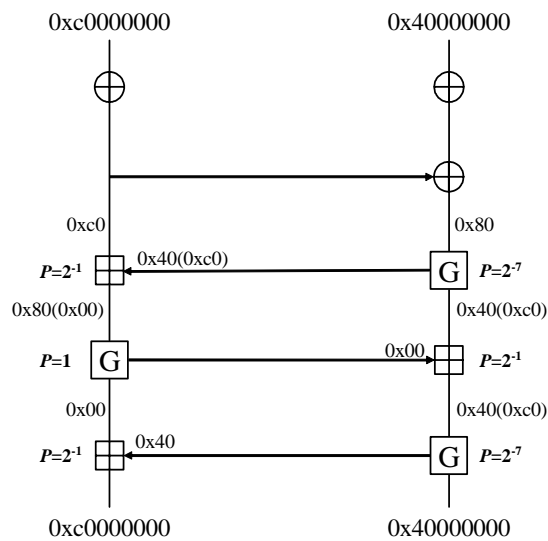 0xc0000000 0x40000000
0xc0 0x80
P=2⁻¹ 0x40(0xc0) G P=2⁻⁷
0x80(0x00) 0x40(0xc0)
P=1 G 0x00 P=2⁻¹
0x00 0x40(0xc0)
P=2⁻¹ 0x40 G P=2⁻⁷
0xc0000000 0x40000000